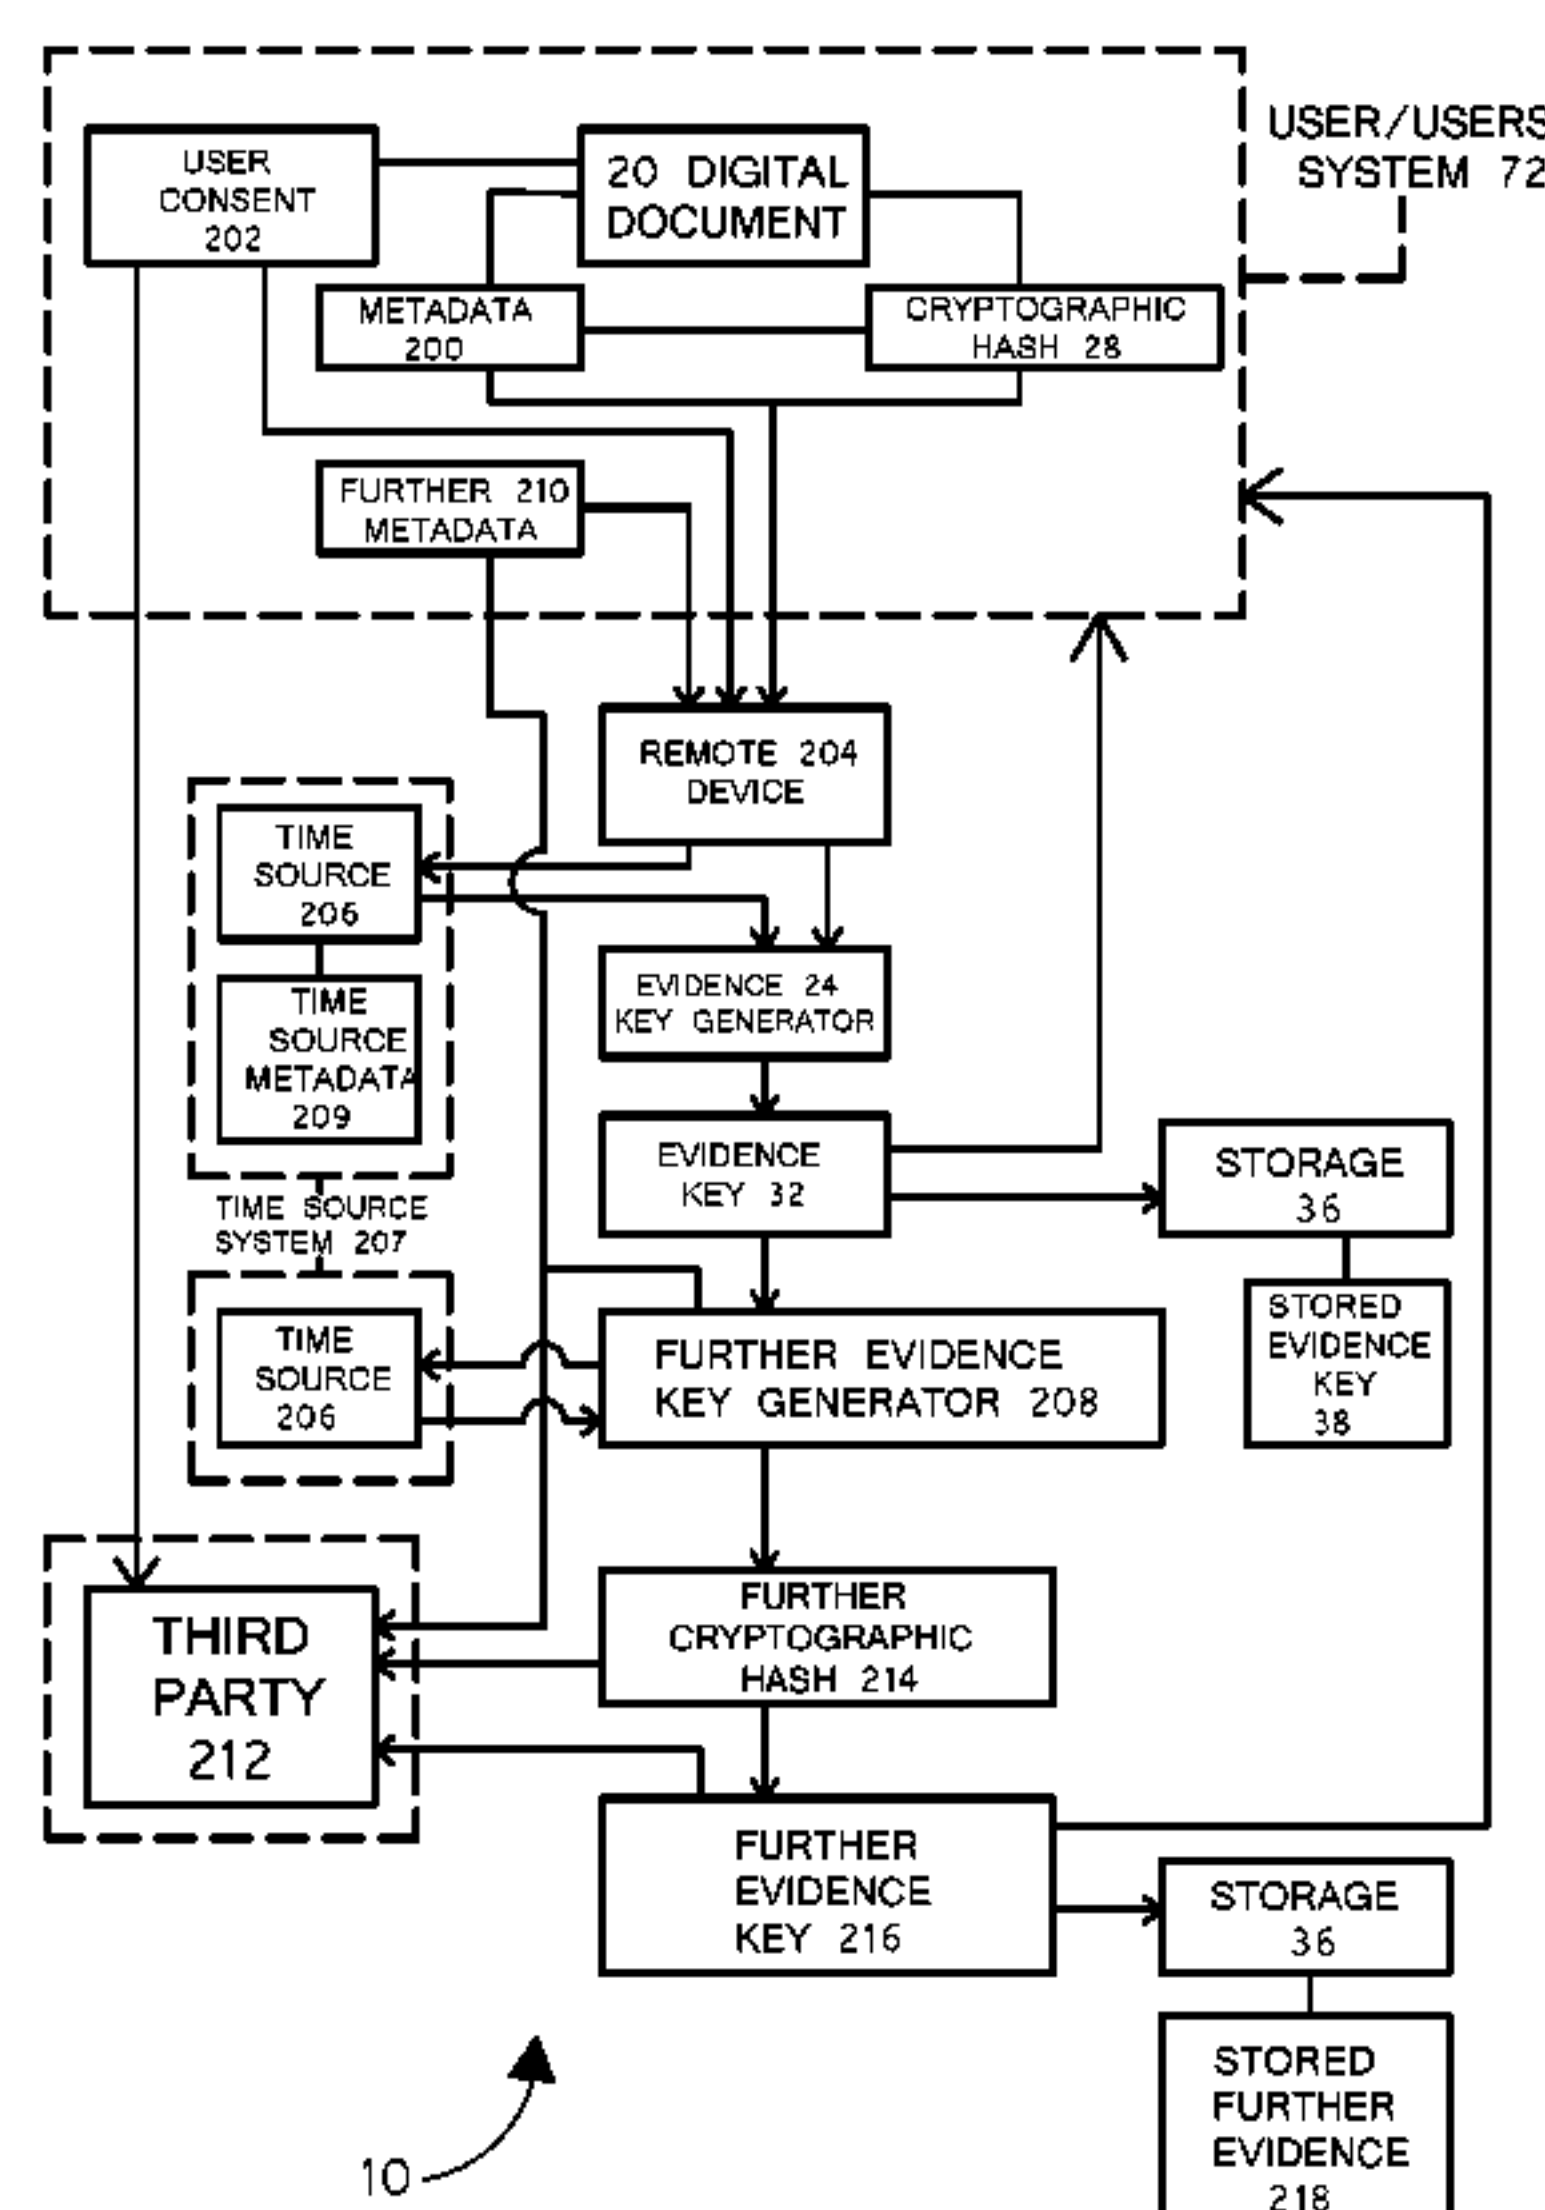 USER/USERS
SYSTEM 72
USER
CONSENT
202
20 DIGITAL
DOCUMENT
METADATA
200
CRYPTOGRAPHIC
HASH 28
FURTHER 210
METADATA
REMOTE 204
DEVICE
TIME
SOURCE
206
EVIDENCE 24
KEY GENERATOR
TIME
SOURCE
METADATA
209
EVIDENCE
KEY 32
STORAGE
36
TIME SOURCE
SYSTEM 207
STORED
EVIDENCE
KEY
38
TIME
SOURCE
206
FURTHER EVIDENCE
KEY GENERATOR 208
THIRD
PARTY
212
FURTHER
CRYPTOGRAPHIC
HASH 214
FURTHER
EVIDENCE
KEY 216
STORAGE
36
STORED
FURTHER
EVIDENCE
218
10